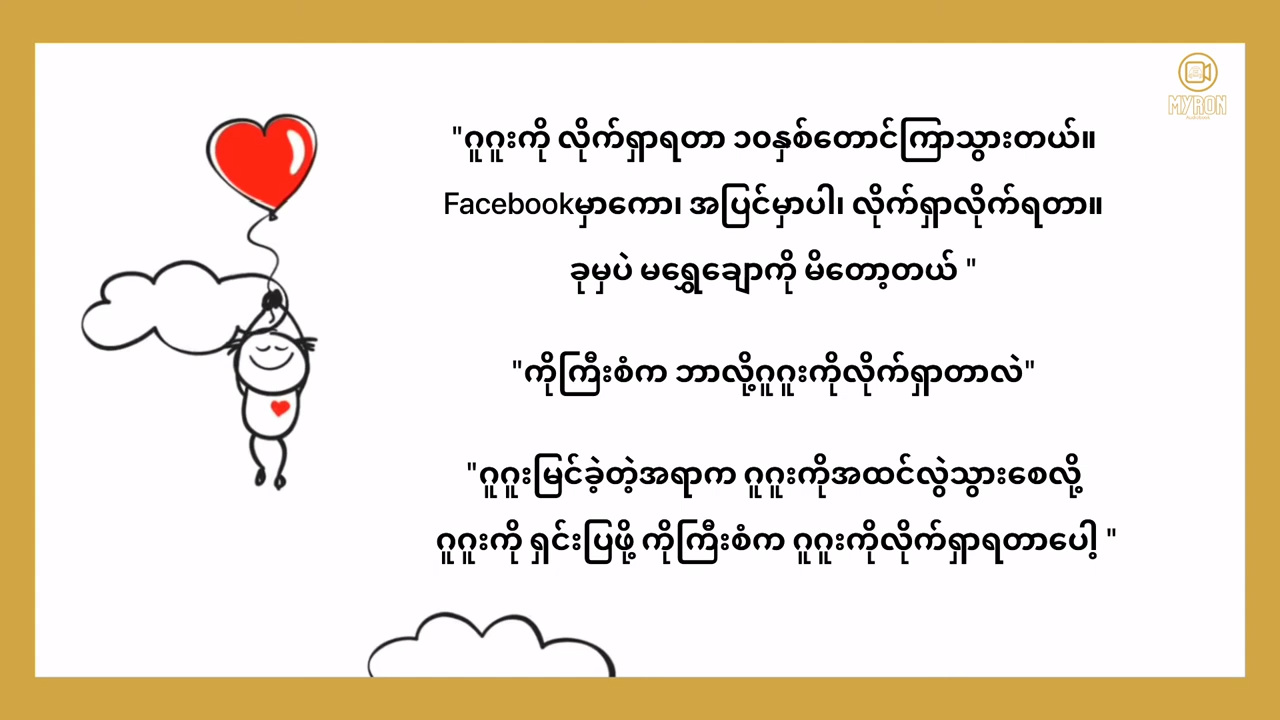 MYRON
Audiobook
"ဂူဂူးကို လိုက်ရှာရတာ ၁၀နှစ်တောင်ကြာသွားတယ်။
Facebookမှာကော၊ အပြင်မှာပါ၊ လိုက်ရှာလိုက်ရတာ။
ခုမှပဲ မရွှေချောကို မိတော့တယ် "
"ကိုကြီးစံက ဘာလို့ဂူဂူးကိုလိုက်ရှာတာလဲ"
"ဂူဂူးမြင်ခဲ့တဲ့အရာက ဂူဂူးကိုအထင်လွဲသွားစေလို့
ဂူဂူးကို ရှင်းပြဖို့ ကိုကြီးစံက ဂူဂူးကိုလိုက်ရှာရတာပေါ့ "